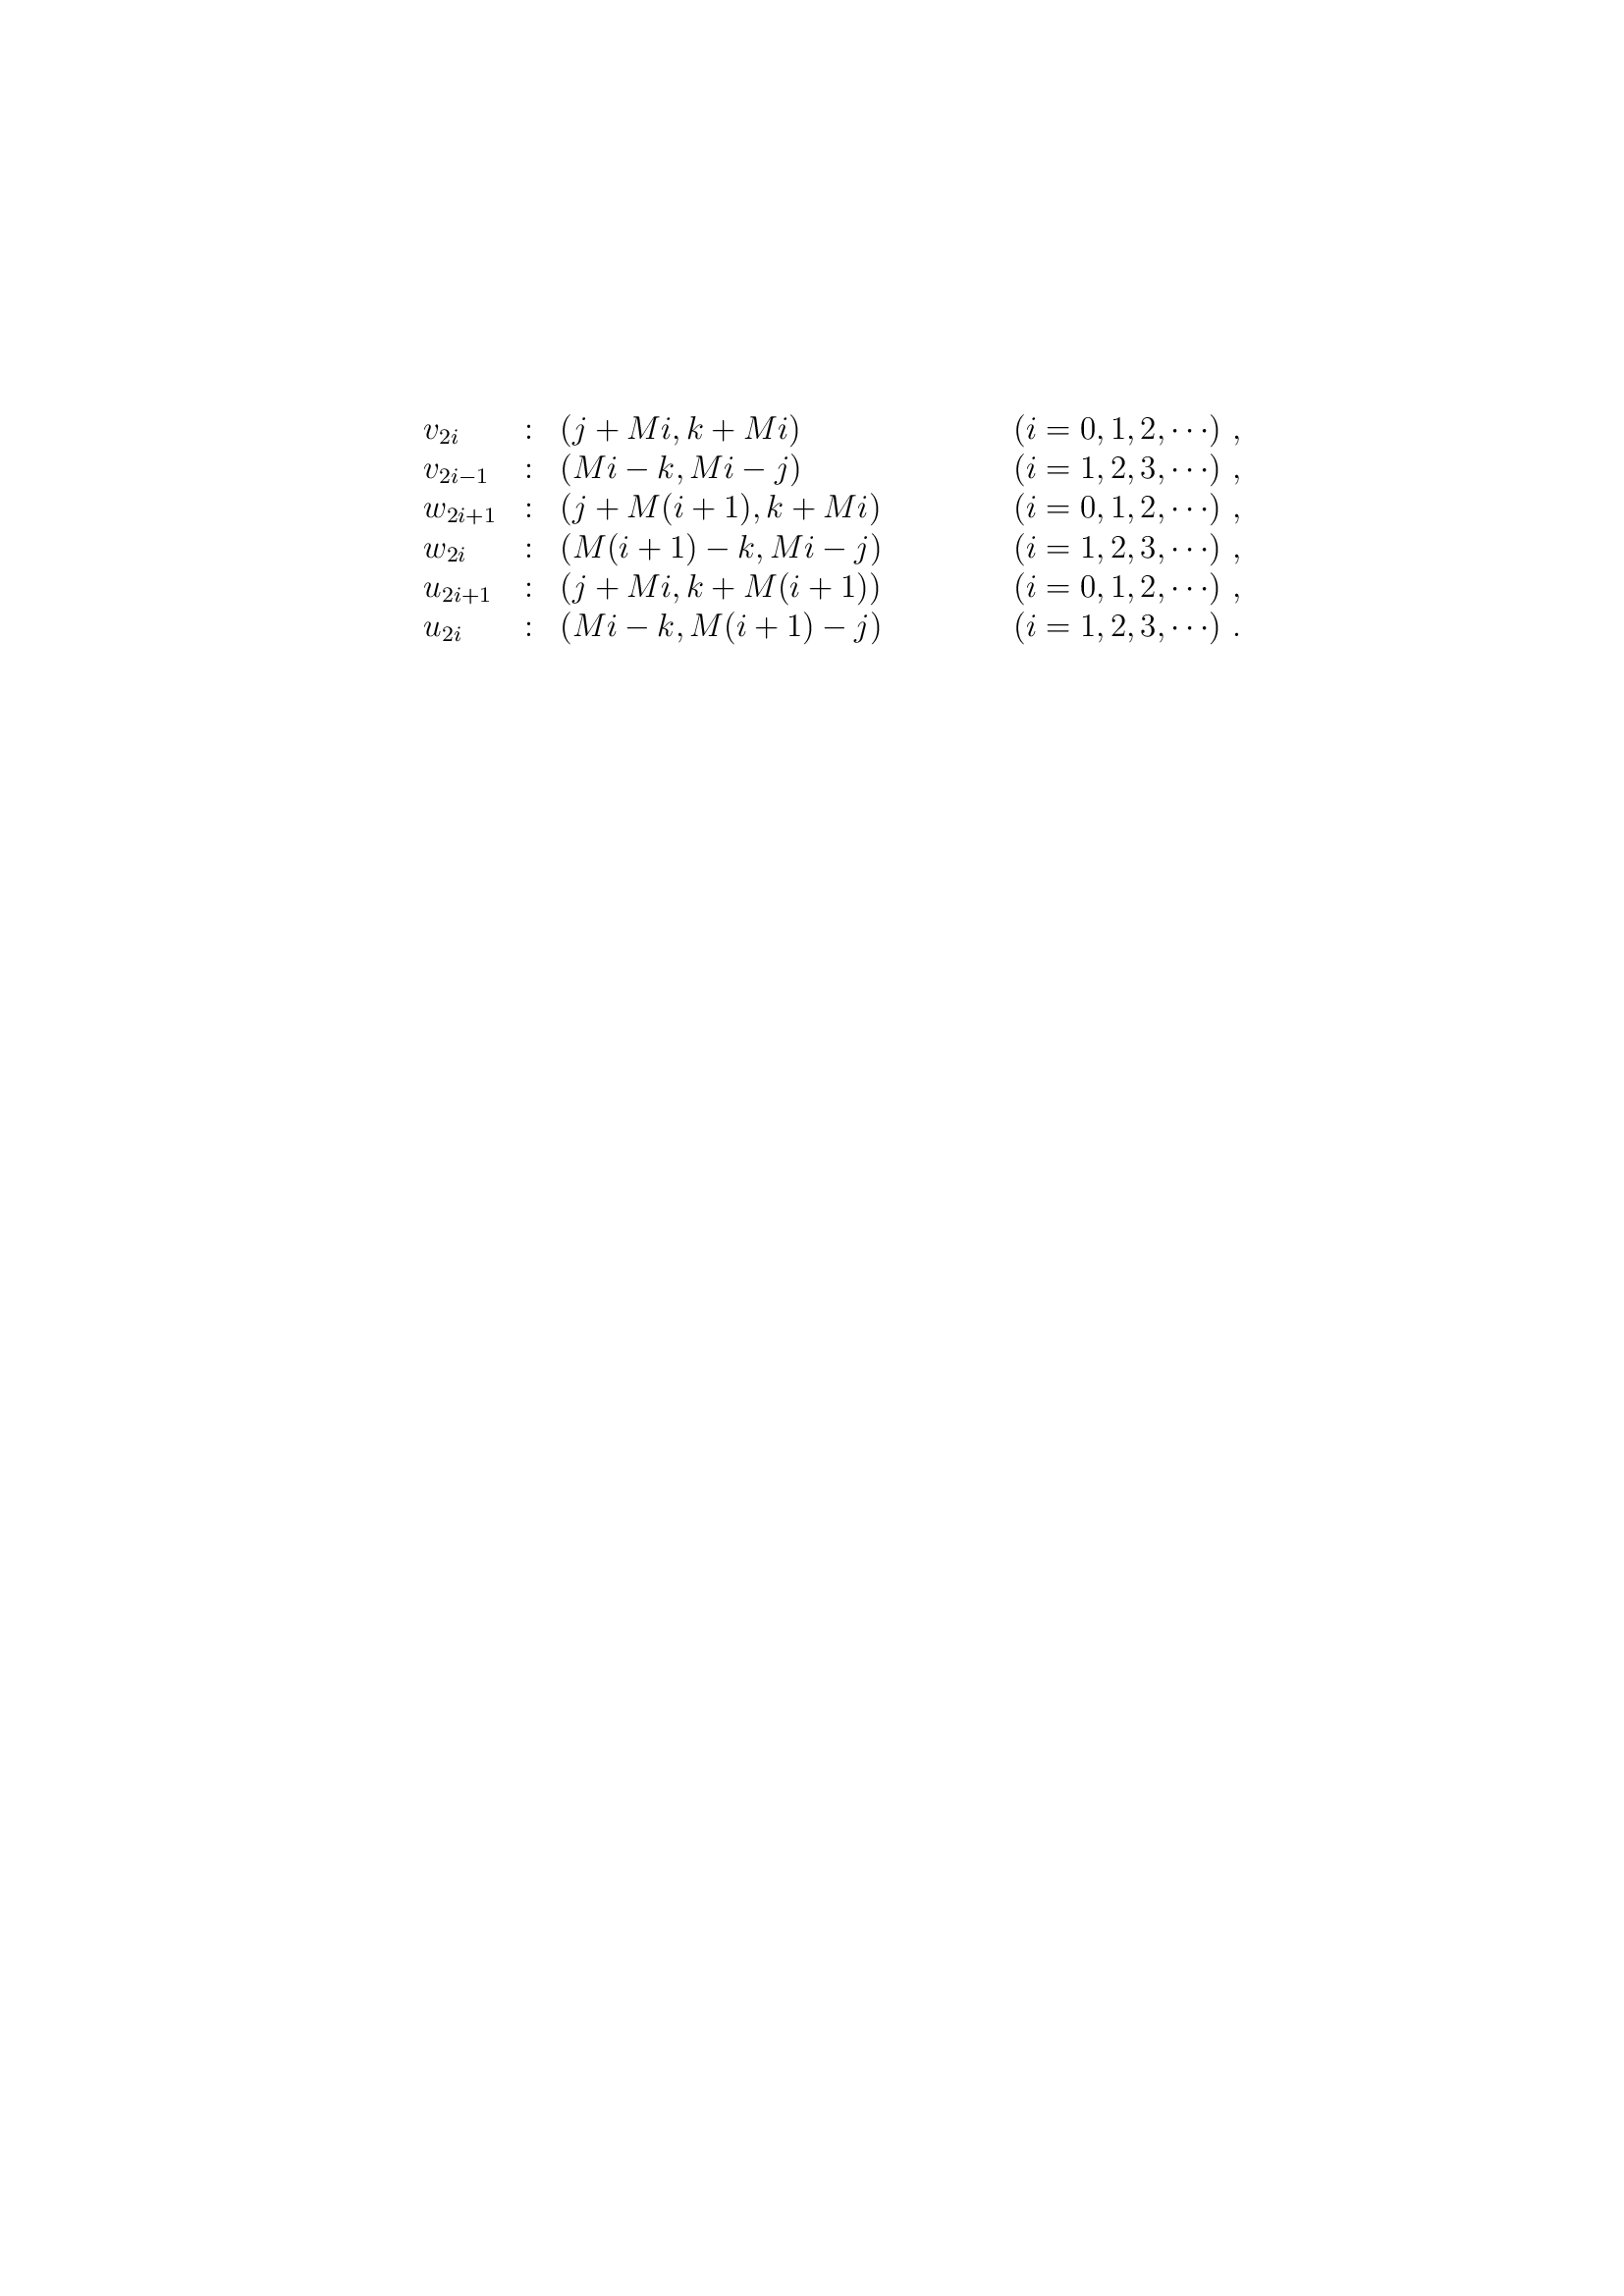 $v_{2i}$ : $(j + Mi, k + Mi)$ $(i = 0, 1, 2, \cdots)$ ,
$v_{2i-1}$ : $(Mi - k, Mi - j)$ $(i = 1, 2, 3, \cdots)$ ,
$w_{2i+1}$ : $(j + M(i + 1), k + Mi)$ $(i = 0, 1, 2, \cdots)$ ,
$w_{2i}$ : $(M(i + 1) - k, Mi - j)$ $(i = 1, 2, 3, \cdots)$ ,
$u_{2i+1}$ : $(j + Mi, k + M(i + 1))$ $(i = 0, 1, 2, \cdots)$ ,
$u_{2i}$ : $(Mi - k, M(i + 1) - j)$ $(i = 1, 2, 3, \cdots)$ .